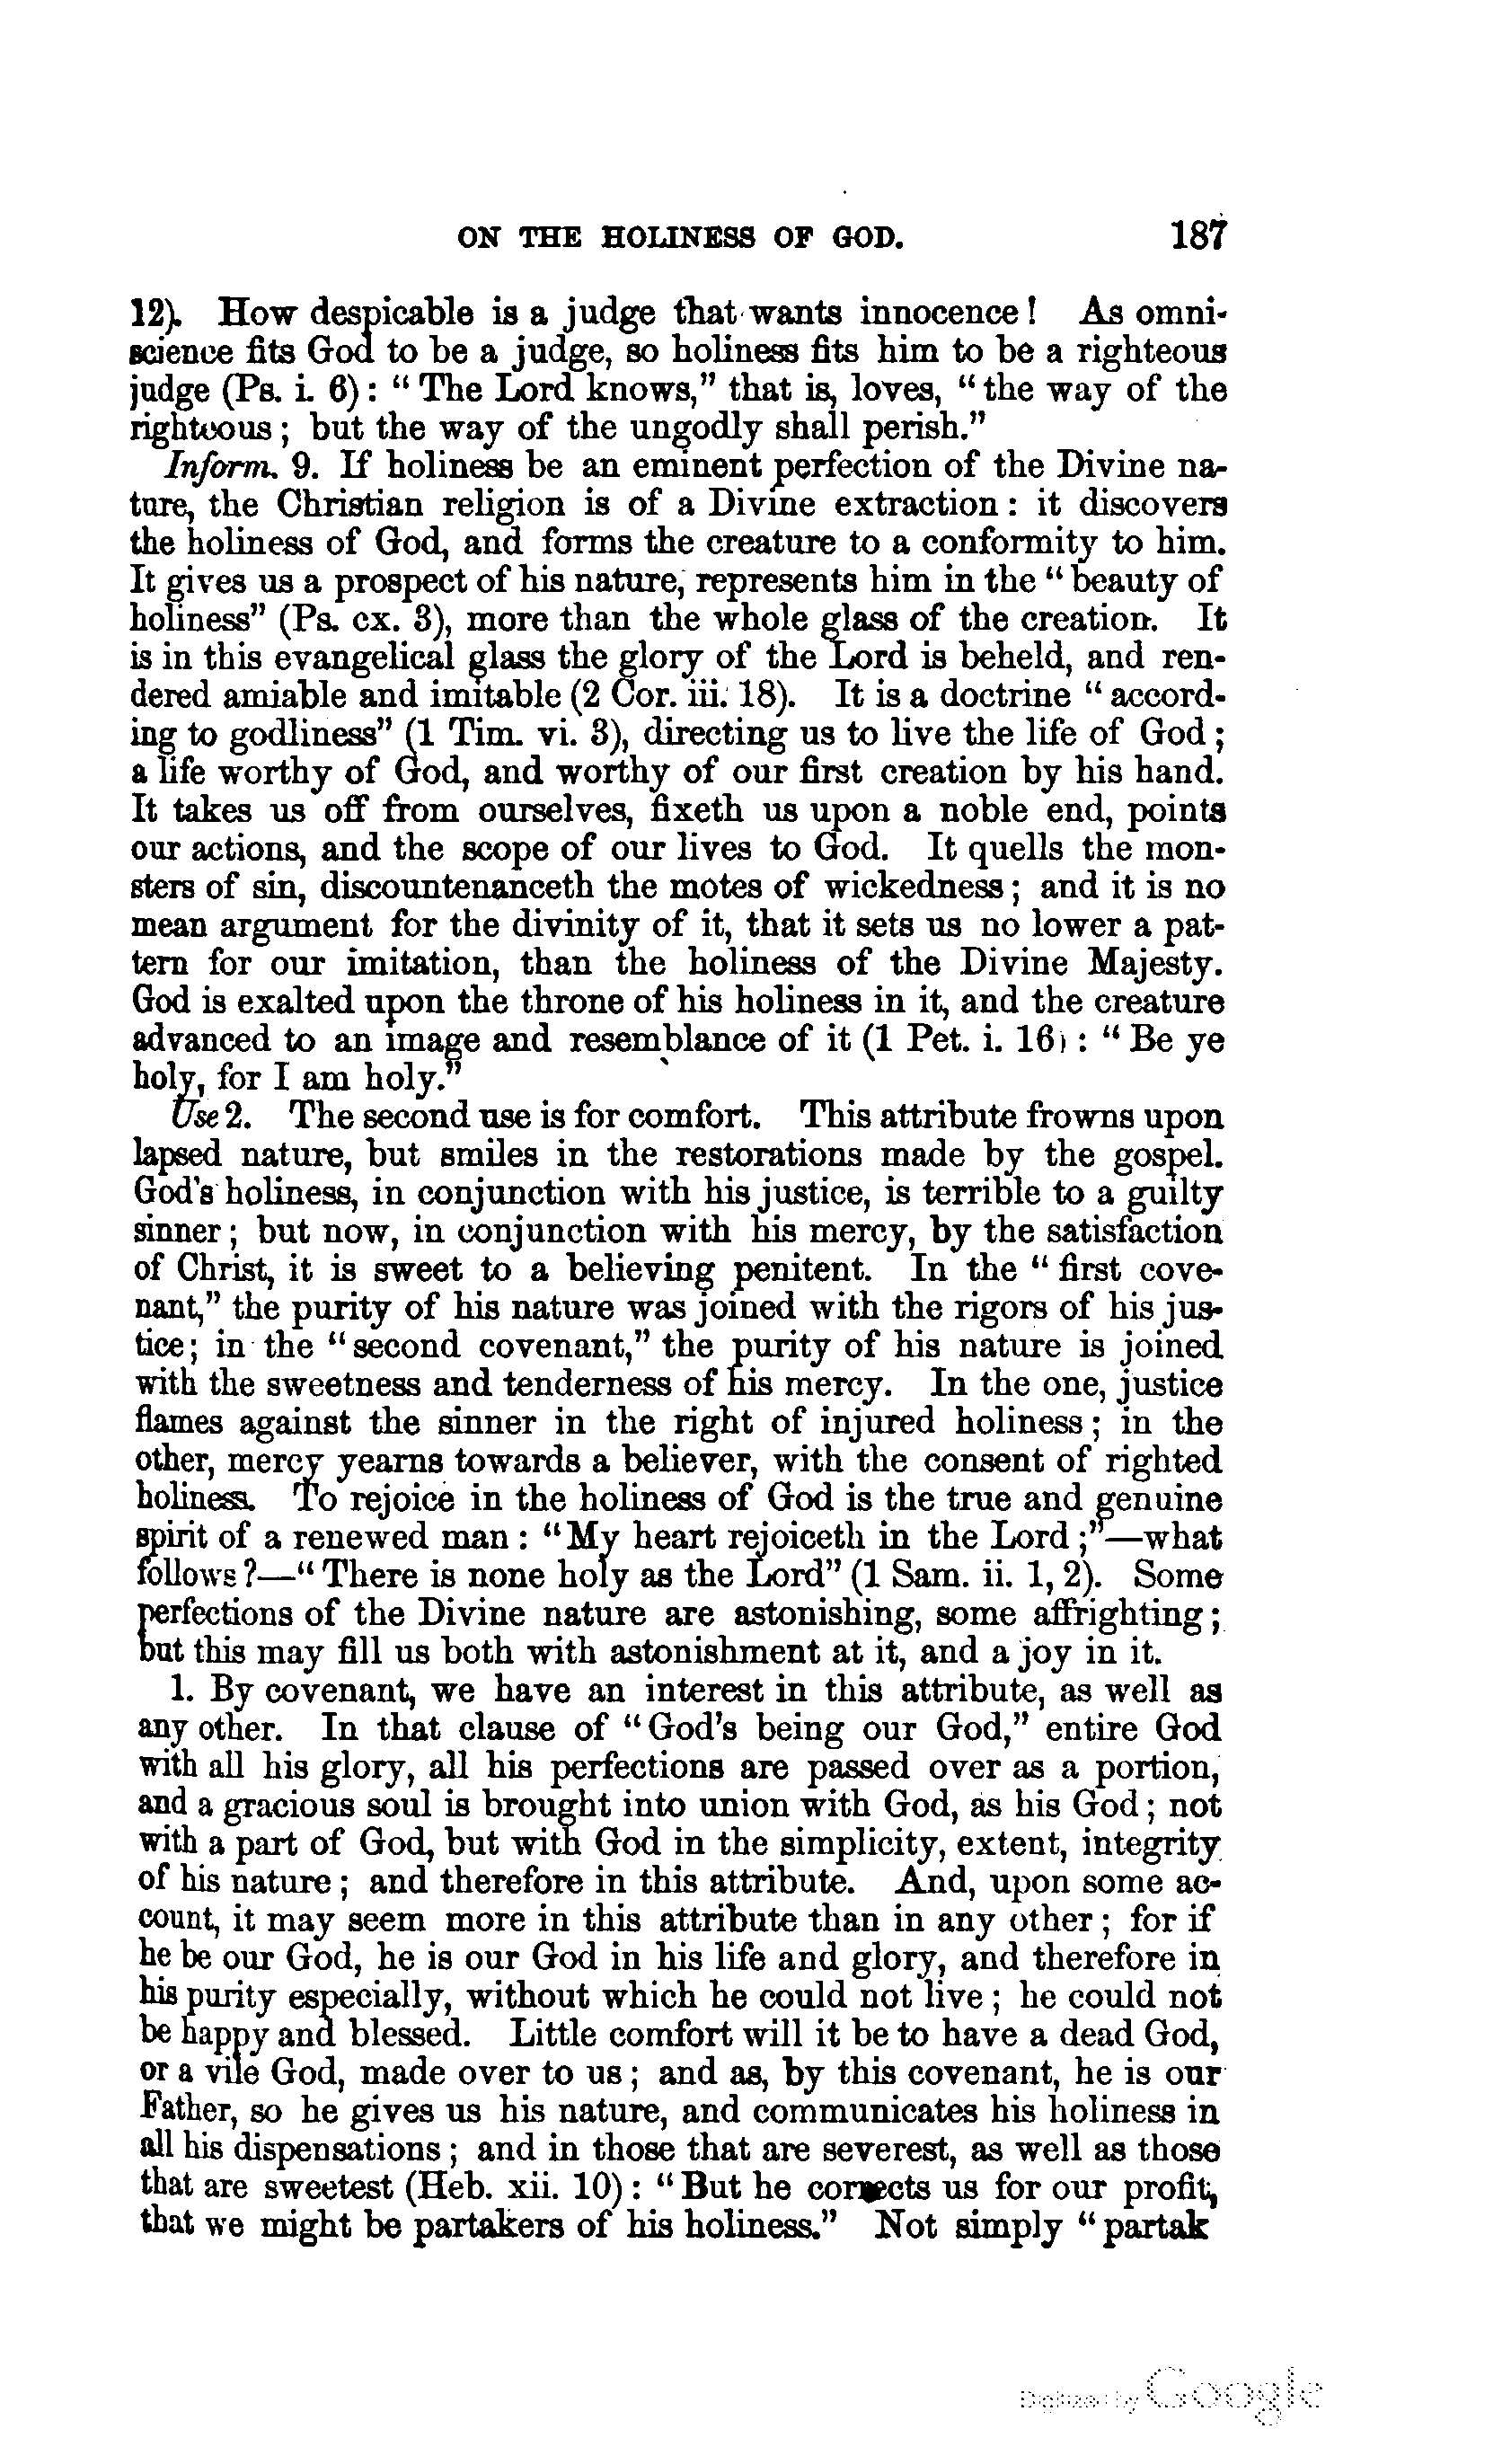 ON THE HOLINESS OF GOD. 187
12). How despicable is a judge that wants innocence! As omni-
science fits God to be a judge, so holiness fits him to be a righteous
judge (Ps. i. 6): "The Lord knows," that is, loves, "the way of the
righteous; but the way of the ungodly shall perish."
Inform. 9. If holiness be an eminent perfection of the Divine na-
ture, the Christian religion is of a Divine extraction: it discovers
the holiness of God, and forms the creature to a conformity to him.
It gives us a prospect of his nature, represents him in the "beauty of
holiness" (Ps. cx. 3), more than the whole glass of the creation. It
is in this evangelical glass the glory of the Lord is beheld, and ren-
dered amiable and imitable (2 Cor. iii. 18). It is a doctrine "accord-
ing to godliness" (1 Tim. vi. 3), directing us to live the life of God;
a life worthy of God, and worthy of our first creation by his hand.
It takes us off from ourselves, fixeth us upon a noble end, points
our actions, and the scope of our lives to God. It quells the mon-
sters of sin, discountenanceth the motes of wickedness; and it is no
mean argument for the divinity of it, that it sets us no lower a pat-
tern for our imitation, than the holiness of the Divine Majesty.
God is exalted upon the throne of his holiness in it, and the creature
advanced to an image and resemblance of it (1 Pet. i. 16): "Be ye
holy, for I am holy."
Use 2. The second use is for comfort. This attribute frowns upon
lapsed nature, but smiles in the restorations made by the gospel.
God's holiness, in conjunction with his justice, is terrible to a guilty
sinner; but now, in conjunction with his mercy, by the satisfaction
of Christ, it is sweet to a believing penitent. In the "first cove-
nant," the purity of his nature was joined with the rigors of his jus-
tice; in the "second covenant," the purity of his nature is joined
with the sweetness and tenderness of his mercy. In the one, justice
flames against the sinner in the right of injured holiness; in the
other, mercy yearns towards a believer, with the consent of righted
holiness. To rejoice in the holiness of God is the true and genuine
spirit of a renewed man: "My heart rejoiceth in the Lord;"—what
follows?—"There is none holy as the Lord" (1 Sam. ii. 1, 2). Some
perfections of the Divine nature are astonishing, some affrighting;
but this may fill us both with astonishment at it, and a joy in it.
1. By covenant, we have an interest in this attribute, as well as
any other. In that clause of "God's being our God," entire God
with all his glory, all his perfections are passed over as a portion,
and a gracious soul is brought into union with God, as his God; not
with a part of God, but with God in the simplicity, extent, integrity
of his nature; and therefore in this attribute. And, upon some ac-
count, it may seem more in this attribute than in any other; for if
he be our God, he is our God in his life and glory, and therefore in
his purity especially, without which he could not live; he could not
be happy and blessed. Little comfort will it be to have a dead God,
or a vile God, made over to us; and as, by this covenant, he is our
Father, so he gives us his nature, and communicates his holiness in
all his dispensations; and in those that are severest, as well as those
that are sweetest (Heb. xii. 10): "But he corrects us for our profit,
that we might be partakers of his holiness." Not simply "partak
Digitized by Google